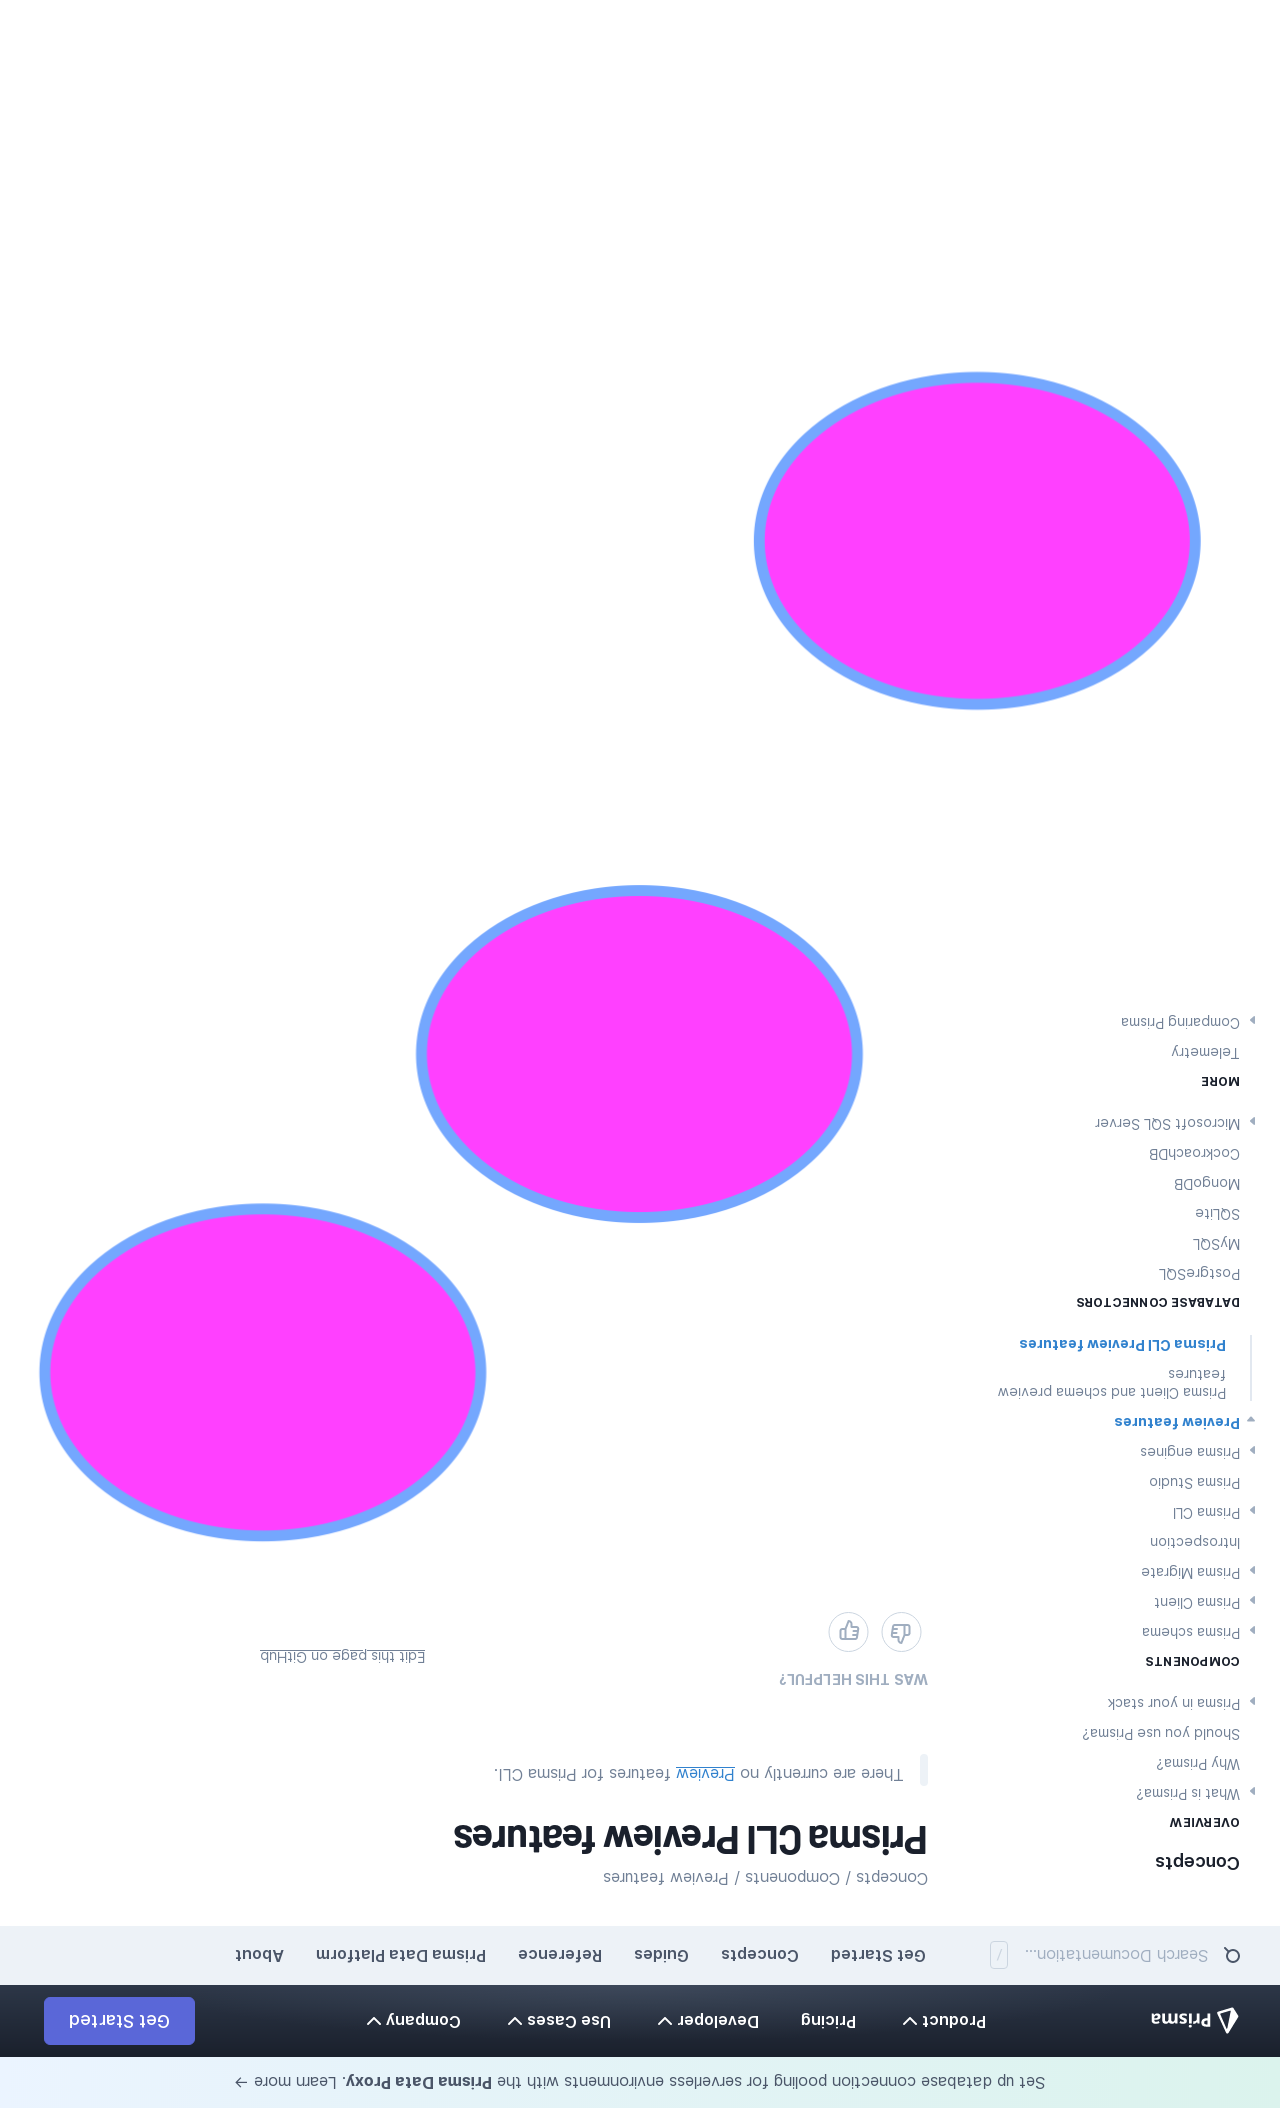 Set up database connection pooling for serverless environments with the Prisma Data Proxy. Learn more →
Prisma
Product
Pricing
Developer
Use Cases
Company
Get Started
Search Documentation...
/
Get Started
Concepts
Guides
Reference
Prisma Data Platform
About
Concepts
OVERVIEW
What is Prisma?
Why Prisma?
Should you use Prisma?
Prisma in your stack
COMPONENTS
Prisma schema
Prisma Client
Prisma Migrate
Introspection
Prisma CLI
Prisma Studio
Prisma engines
Preview features
Prisma Client and schema preview
features
Prisma CLI Preview features
DATABASE CONNECTORS
PostgreSQL
MySQL
SQLite
MongoDB
CockroachDB
Microsoft SQL Server
MORE
Telemetry
Comparing Prisma
Concepts / Components / Preview features
Prisma CLI Preview features
There are currently no Preview features for Prisma CLI.
WAS THIS HELPFUL?
Edit this page on GitHub